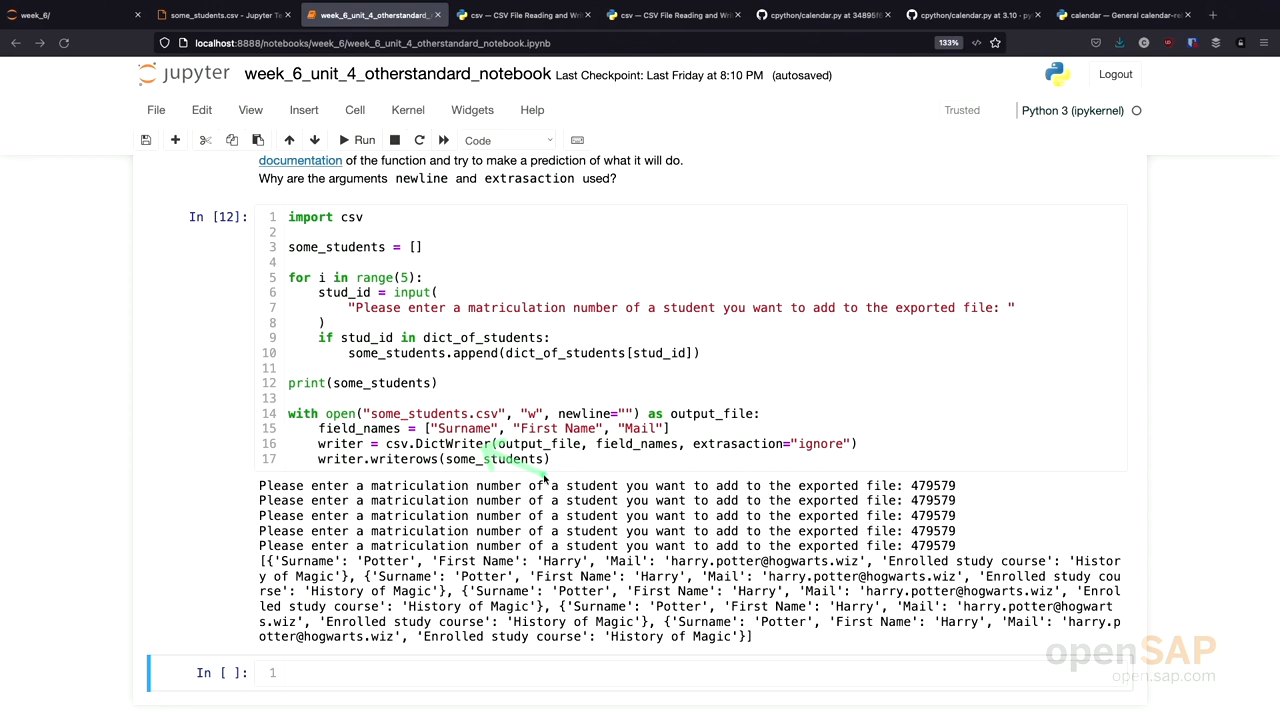 week_6/
some_students.csv - Jupyter Te
week_6_unit_4_otherstandard_
csv — CSV File Reading and Wri
csv — CSV File Reading and Wri
cpython/calendar.py at 34895f6
cpython/calendar.py at 3.10 · py
calendar — General calendar-re
localhost:8888/notebooks/week_6/week_6_unit_4_otherstandard_notebook.ipynb
133%
jupyter week_6_unit_4_otherstandard_notebook Last Checkpoint: Last Friday at 8:10 PM (autosaved)
Logout
File Edit View Insert Cell Kernel Widgets Help
Trusted
Python 3 (ipykernel)
Run
Code
documentation of the function and try to make a prediction of what it will do.
Why are the arguments newline and extrasaction used?
In [12]:
1 import csv
2
3 some_students = []
4
5 for i in range(5):
6 stud_id = input(
7 "Please enter a matriculation number of a student you want to add to the exported file: "
8 )
9 if stud_id in dict_of_students:
10 some_students.append(dict_of_students[stud_id])
11
12 print(some_students)
13
14 with open("some_students.csv", "w", newline="") as output_file:
15 field_names = ["Surname", "First Name", "Mail"]
16 writer = csv.DictWriter(output_file, field_names, extrasaction="ignore")
17 writer.writerows(some_students)
Please enter a matriculation number of a student you want to add to the exported file: 479579
Please enter a matriculation number of a student you want to add to the exported file: 479579
Please enter a matriculation number of a student you want to add to the exported file: 479579
Please enter a matriculation number of a student you want to add to the exported file: 479579
Please enter a matriculation number of a student you want to add to the exported file: 479579
[{'Surname': 'Potter', 'First Name': 'Harry', 'Mail': 'harry.potter@hogwarts.wiz', 'Enrolled study course': 'Histor
y of Magic'}, {'Surname': 'Potter', 'First Name': 'Harry', 'Mail': 'harry.potter@hogwarts.wiz', 'Enrolled study cou
rse': 'History of Magic'}, {'Surname': 'Potter', 'First Name': 'Harry', 'Mail': 'harry.potter@hogwarts.wiz', 'Enrol
led study course': 'History of Magic'}, {'Surname': 'Potter', 'First Name': 'Harry', 'Mail': 'harry.potter@hogwart
s.wiz', 'Enrolled study course': 'History of Magic'}, {'Surname': 'Potter', 'First Name': 'Harry', 'Mail': 'harry.p
otter@hogwarts.wiz', 'Enrolled study course': 'History of Magic'}]
In [ ]:
1
openSAP
open.sap.com